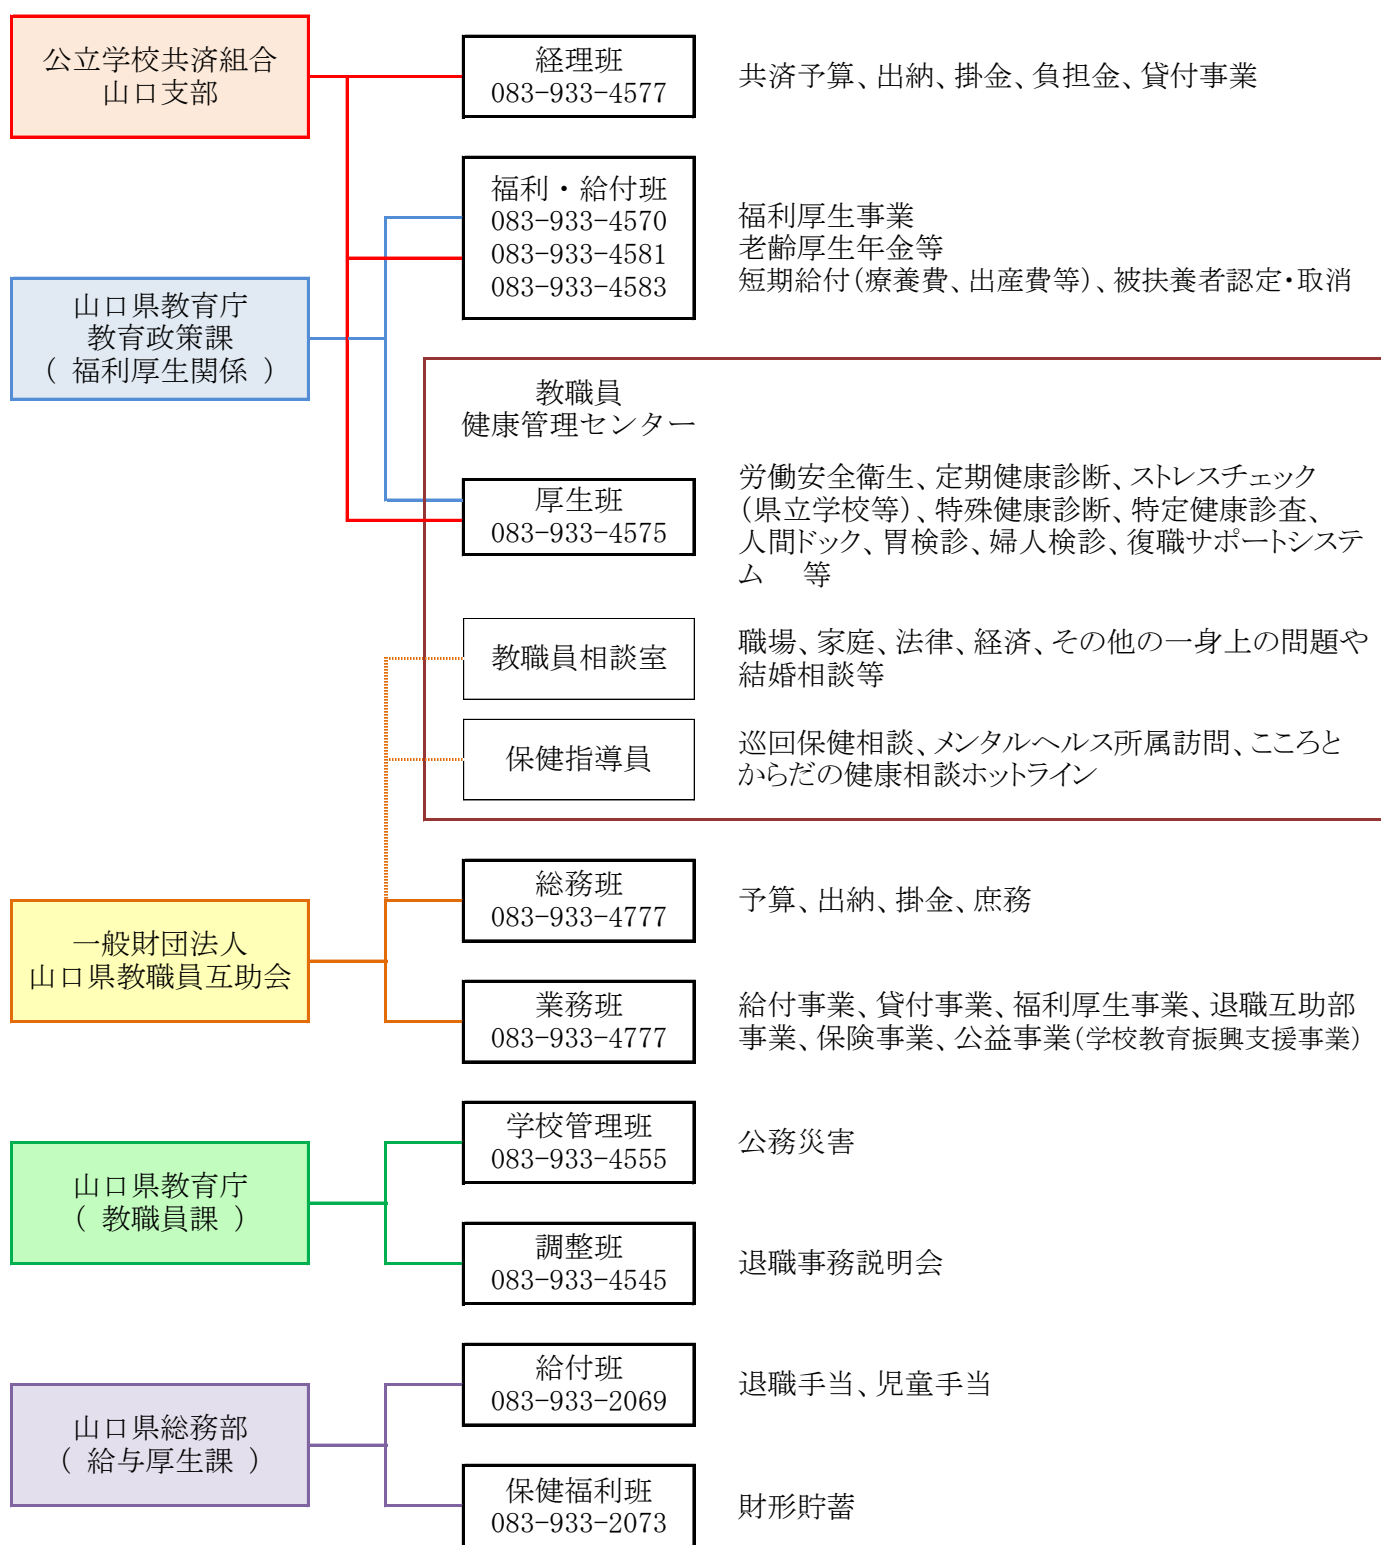 公立学校共済組合
山口支部
経理班
083-933-4577
共済予算、出納、掛金、負担金、貸付事業
福利・給付班
083-933-4570
083-933-4581
083-933-4583
福利厚生事業
老齢厚生年金等
短期給付(療養費、出産費等)、被扶養者認定・取消
山口県教育庁
教育政策課
( 福利厚生関係 )
教職員
健康管理センター
厚生班
083-933-4575
労働安全衛生、定期健康診断、ストレスチェック
(県立学校等)、特殊健康診断、特定健康診査、
人間ドック、胃検診、婦人検診、復職サポートシステ
ム 等
教職員相談室
職場、家庭、法律、経済、その他の一身上の問題や
結婚相談等
保健指導員
巡回保健相談、メンタルヘルス所属訪問、こころと
からだの健康相談ホットライン
一般財団法人
山口県教職員互助会
総務班
083-933-4777
予算、出納、掛金、庶務
業務班
083-933-4777
給付事業、貸付事業、福利厚生事業、退職互助部
事業、保険事業、公益事業(学校教育振興支援事業)
山口県教育庁
( 教職員課 )
学校管理班
083-933-4555
公務災害
調整班
083-933-4545
退職事務説明会
山口県総務部
( 給与厚生課 )
給付班
083-933-2069
退職手当、児童手当
保健福利班
083-933-2073
財形貯蓄